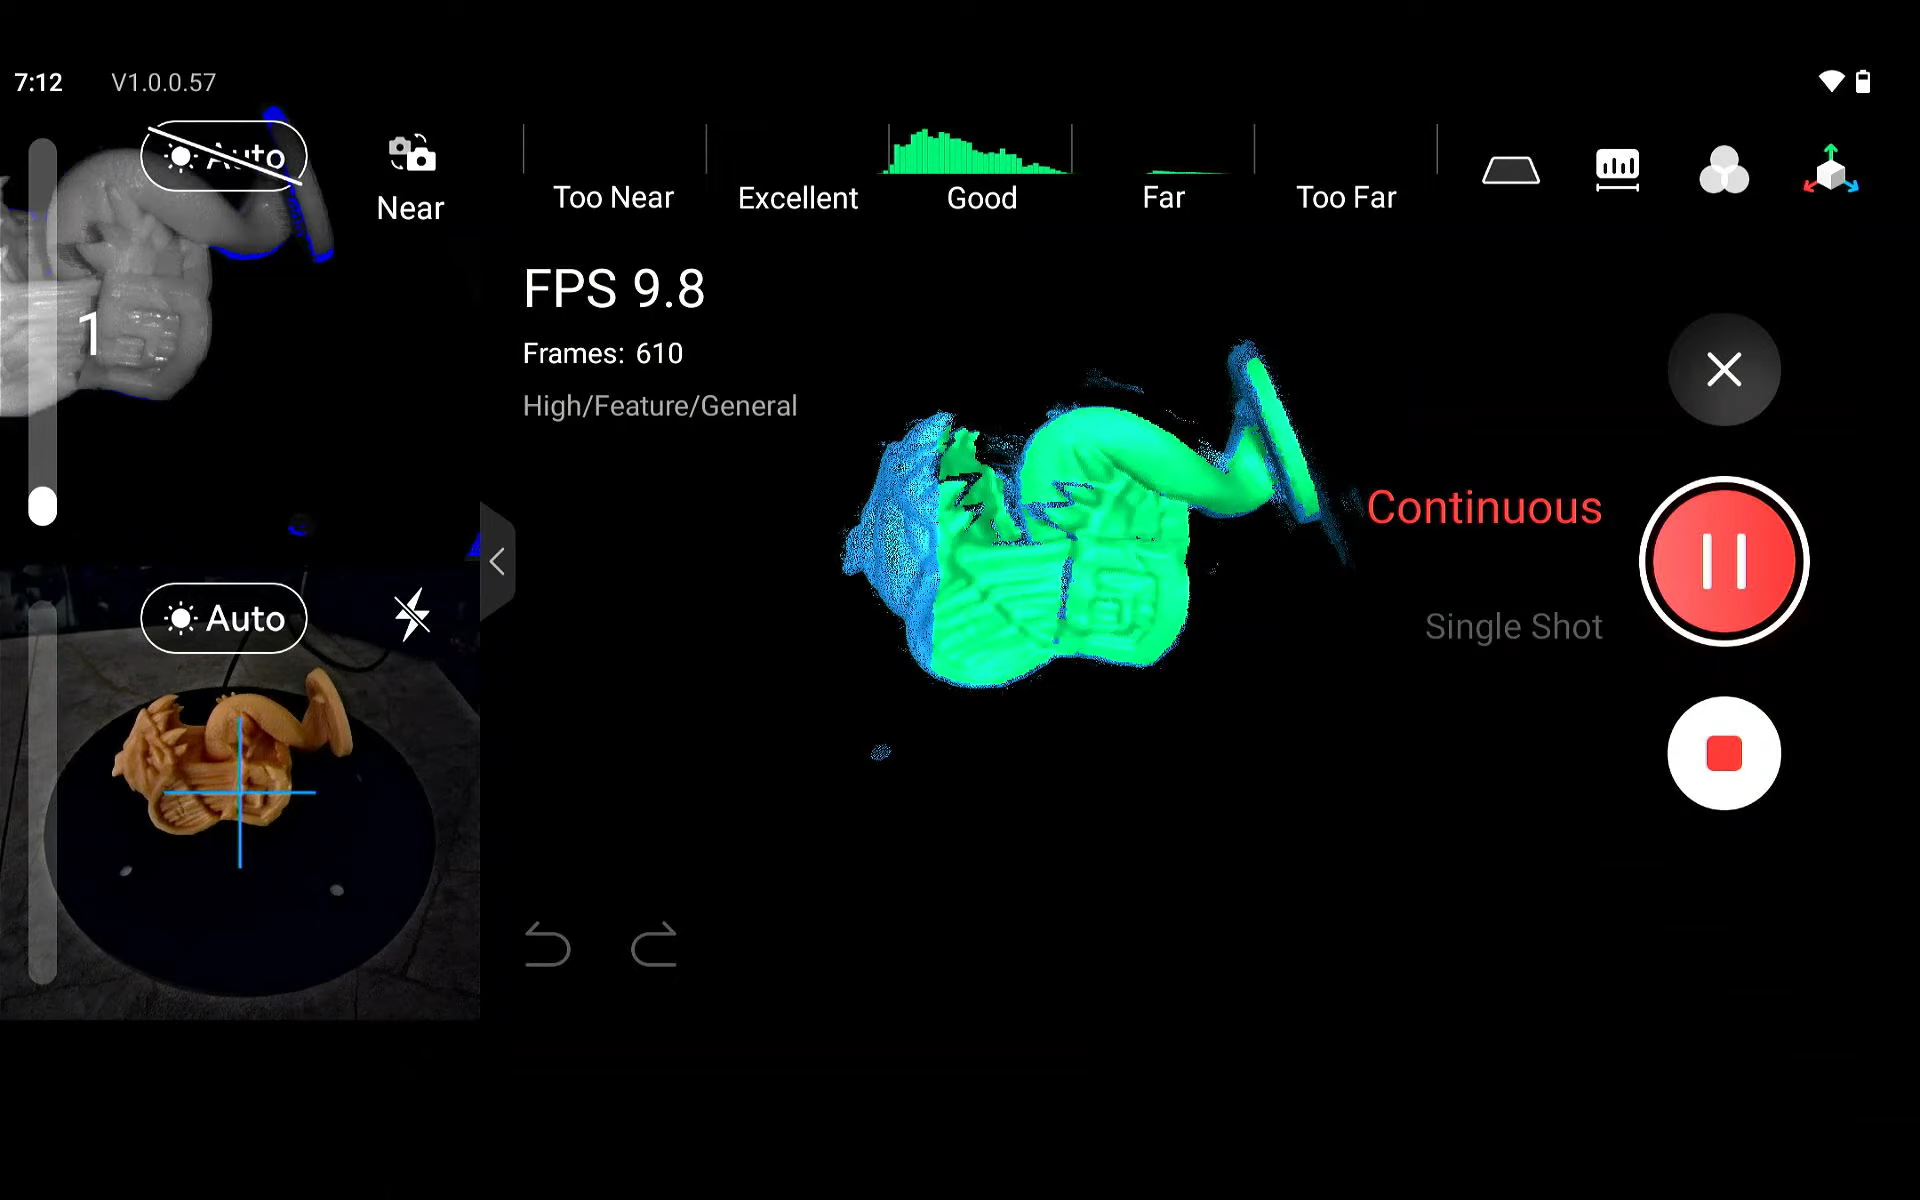 7:12 V1.0.0.57
Auto
Near
Too Near Excellent Good Far Too Far
FPS 9.8
1
Frames: 610
High/Feature/General
Continuous
Auto
Single Shot